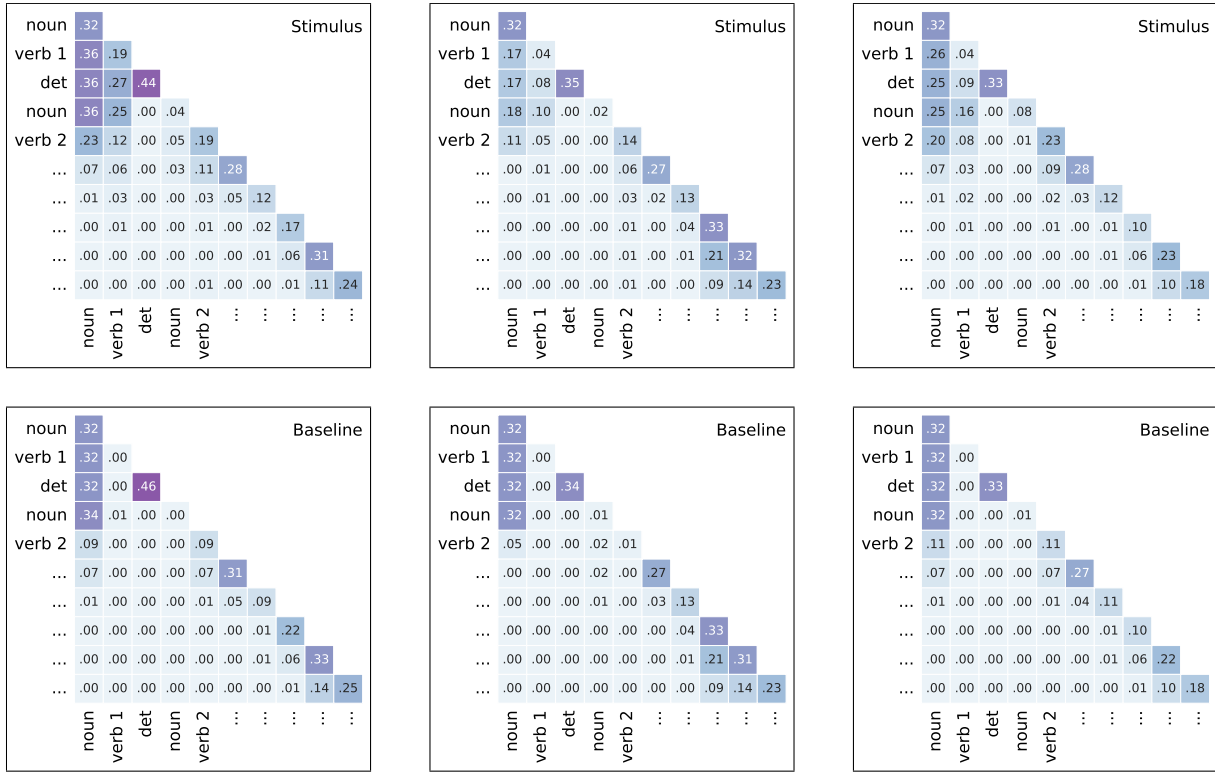 Stimulus
noun .32
verb 1 .36 .19
det .36 .27 .44
noun .36 .25 .00 .04
verb 2 .23 .12 .00 .05 .19
... .07 .06 .00 .03 .11 .28
... .01 .03 .00 .00 .03 .05 .12
... .00 .01 .00 .00 .01 .00 .02 .17
... .00 .00 .00 .00 .01 .00 .01 .06 .31
... .00 .00 .00 .00 .01 .00 .00 .01 .11 .24
noun verb 1 det noun verb 2 ... ... ... ... ...
Stimulus
noun .32
verb 1 .17 .04
det .17 .08 .35
noun .18 .10 .00 .02
verb 2 .11 .05 .00 .00 .14
... .00 .01 .00 .00 .06 .27
... .00 .01 .00 .00 .03 .02 .13
... .00 .00 .00 .00 .01 .00 .04 .33
... .00 .00 .00 .00 .01 .00 .01 .21 .32
... .00 .00 .00 .00 .01 .00 .00 .09 .14 .23
noun verb 1 det noun verb 2 ... ... ... ... ...
Stimulus
noun .32
verb 1 .26 .04
det .25 .09 .33
noun .25 .16 .00 .08
verb 2 .20 .08 .00 .01 .23
... .07 .03 .00 .00 .09 .28
... .01 .02 .00 .00 .02 .03 .12
... .00 .01 .00 .00 .01 .00 .01 .10
... .00 .00 .00 .00 .00 .00 .01 .06 .23
... .00 .00 .00 .00 .00 .00 .00 .01 .10 .18
noun verb 1 det noun verb 2 ... ... ... ... ...
Baseline
noun .32
verb 1 .32 .00
det .32 .00 .46
noun .34 .01 .00 .00
verb 2 .09 .00 .00 .00 .09
... .07 .00 .00 .00 .07 .31
... .01 .00 .00 .00 .01 .05 .09
... .00 .00 .00 .00 .00 .00 .01 .22
... .00 .00 .00 .00 .00 .00 .01 .06 .33
... .00 .00 .00 .00 .00 .00 .00 .01 .14 .25
noun verb 1 det noun verb 2 ... ... ... ... ...
Baseline
noun .32
verb 1 .32 .00
det .32 .00 .34
noun .32 .00 .00 .01
verb 2 .05 .00 .00 .02 .01
... .00 .00 .00 .02 .00 .27
... .00 .00 .00 .01 .00 .03 .13
... .00 .00 .00 .00 .00 .00 .04 .33
... .00 .00 .00 .00 .00 .00 .01 .21 .31
... .00 .00 .00 .00 .00 .00 .00 .09 .14 .23
noun verb 1 det noun verb 2 ... ... ... ... ...
Baseline
noun .32
verb 1 .32 .00
det .32 .00 .33
noun .32 .00 .00 .01
verb 2 .11 .00 .00 .00 .11
... .07 .00 .00 .00 .07 .27
... .01 .00 .00 .00 .01 .04 .11
... .00 .00 .00 .00 .00 .00 .01 .10
... .00 .00 .00 .00 .00 .00 .01 .06 .22
... .00 .00 .00 .00 .00 .00 .00 .01 .10 .18
noun verb 1 det noun verb 2 ... ... ... ... ...